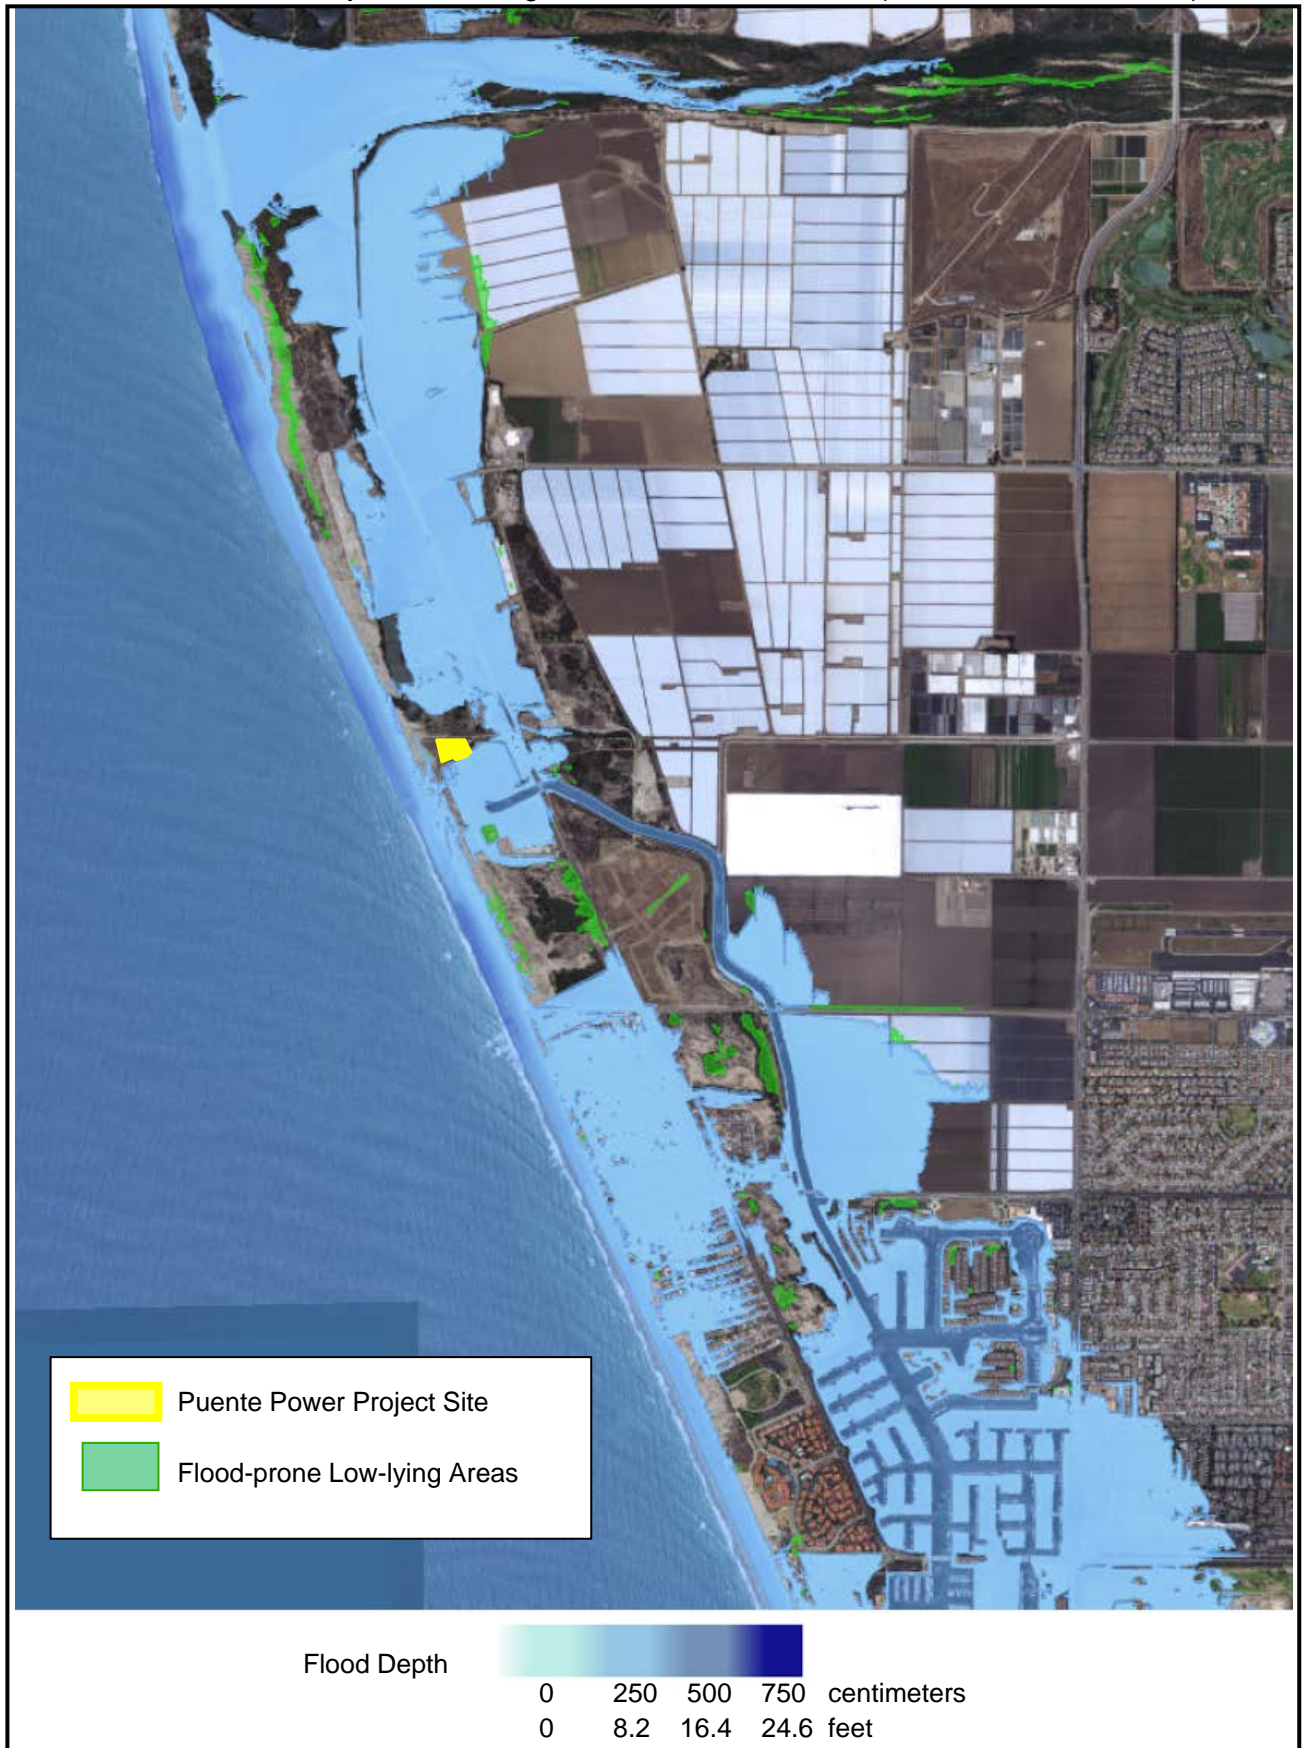 Puente Power Project Site
Flood-prone Low-lying Areas
Flood Depth
0 250 500 750 centimeters
0 8.2 16.4 24.6 feet